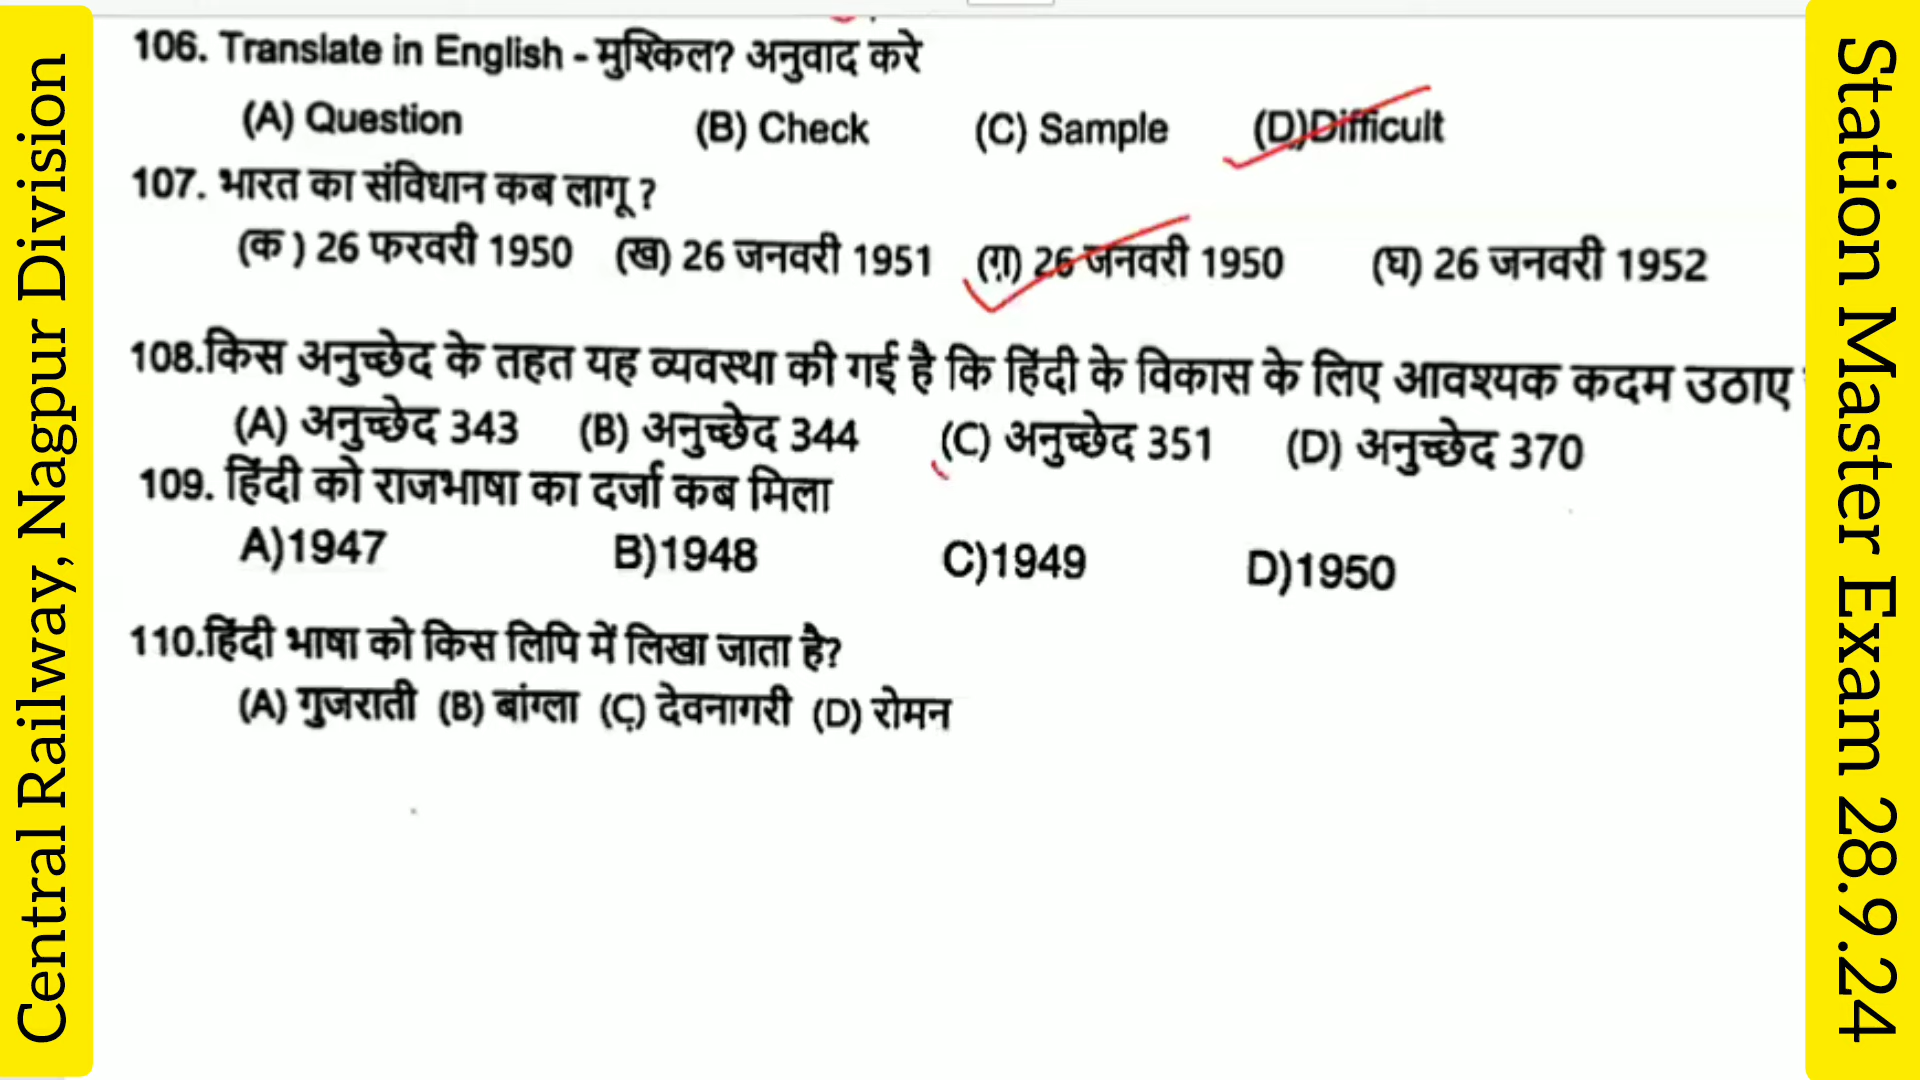 Central Railway, Nagpur Division
106. Translate in English - मुश्किल? अनुवाद करे
(A) Question (B) Check (C) Sample (D)Difficult
107. भारत का संविधान कब लागू ?
(क ) 26 फरवरी 1950 (ख) 26 जनवरी 1951 (ग़) 26 जनवरी 1950 (घ) 26 जनवरी 1952
108.किस अनुच्छेद के तहत यह व्यवस्था की गई है कि हिंदी के विकास के लिए आवश्यक कदम उठाए
(A) अनुच्छेद 343 (B) अनुच्छेद 344 (C) अनुच्छेद 351 (D) अनुच्छेद 370
109. हिंदी को राजभाषा का दर्जा कब मिला
A)1947 B)1948 C)1949 D)1950
110.हिंदी भाषा को किस लिपि में लिखा जाता है?
(A) गुजराती (B) बांग्ला (C) देवनागरी (D) रोमन
Station Master Exam 28.9.24